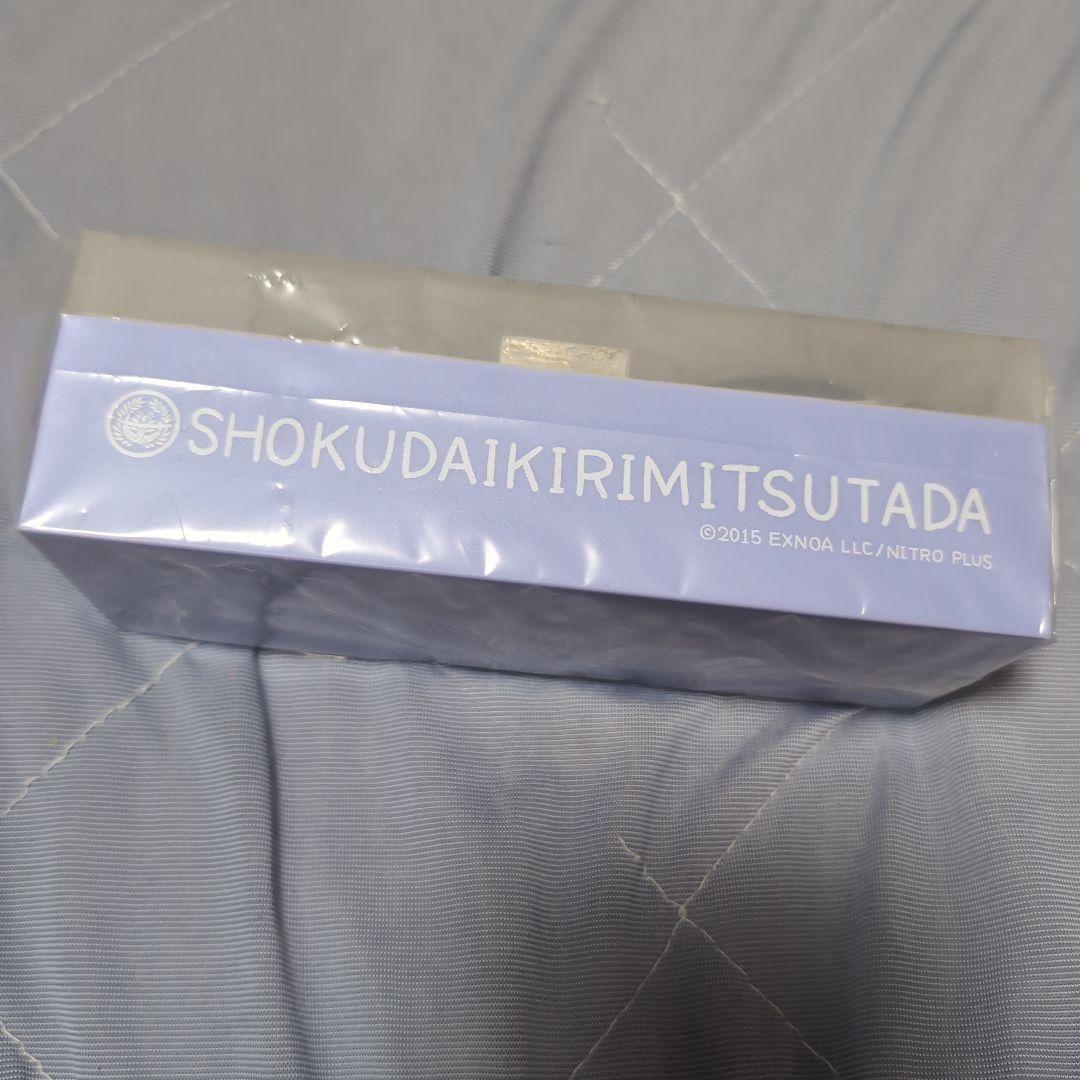 SHOKUDAIKIRIMITSUTADA
©2015 EXNOA LLC/NITRO PLUS